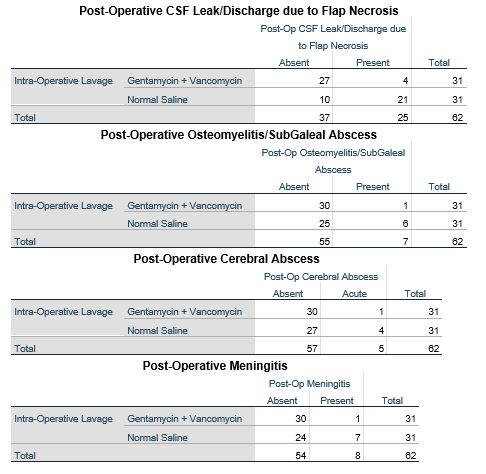 Post-Operative CSF Leak/Discharge due to Flap Necrosis
Post-Op CSF Leak/Discharge due
to Flap Necrosis
Absent Present Total
Intra-Operative Lavage Gentamycin + Vancomycin 27 4 31
Normal Saline 10 21 31
Total 37 25 62
Post-Operative Osteomyelitis/SubGaleal Abscess
Post-Op Osteomyelitis/SubGaleal
Abscess
Absent Present Total
Intra-Operative Lavage Gentamycin + Vancomycin 30 1 31
Normal Saline 25 6 31
Total 55 7 62
Post-Operative Cerebral Abscess
Post-Op Cerebral Abscess
Absent Acute Total
Intra-Operative Lavage Gentamycin + Vancomycin 30 1 31
Normal Saline 27 4 31
Total 57 5 62
Post-Operative Meningitis
Post-Op Meningitis
Absent Present Total
Intra-Operative Lavage Gentamycin + Vancomycin 30 1 31
Normal Saline 24 7 31
Total 54 8 62